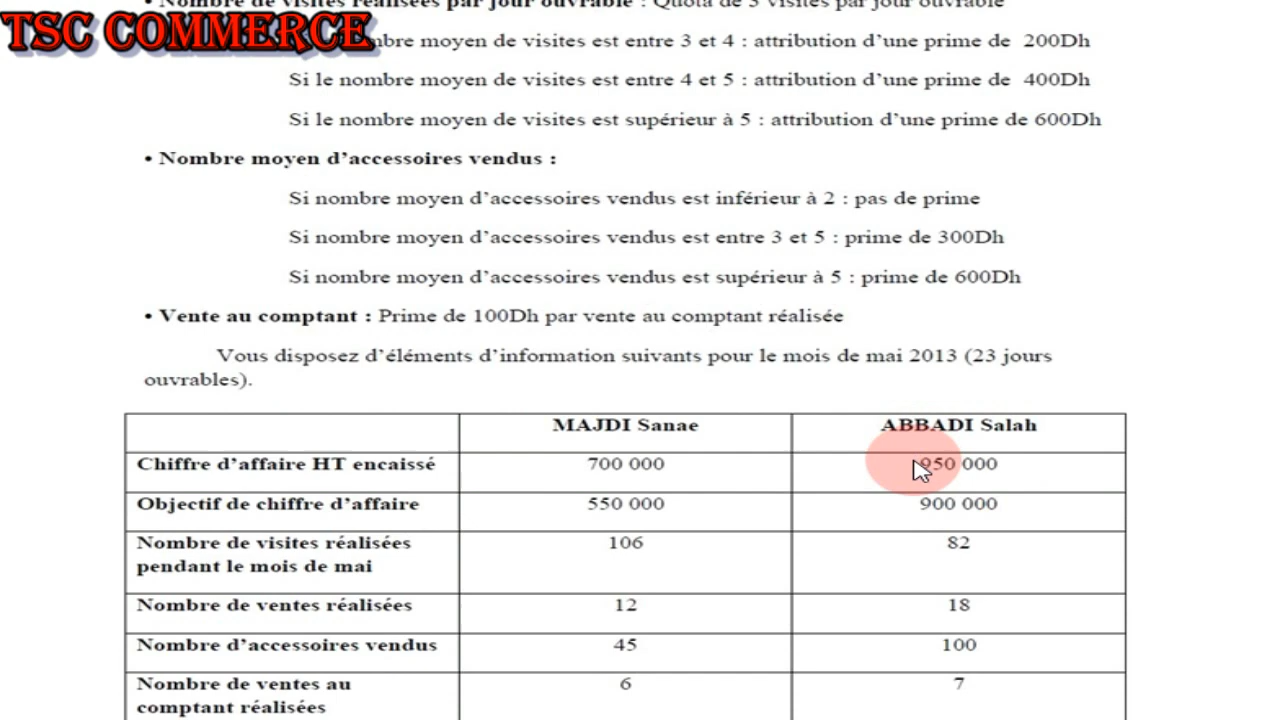 • Nombre de visites réalisées par jour ouvrable : Quota de 3 visites par jour ouvrable
TSC COMMERCE
mbre moyen de visites est entre 3 et 4 : attribution d’une prime de 200Dh
Si le nombre moyen de visites est entre 4 et 5 : attribution d’une prime de 400Dh
Si le nombre moyen de visites est supérieur à 5 : attribution d’une prime de 600Dh
• Nombre moyen d’accessoires vendus :
Si nombre moyen d’accessoires vendus est inférieur à 2 : pas de prime
Si nombre moyen d’accessoires vendus est entre 3 et 5 : prime de 300Dh
Si nombre moyen d’accessoires vendus est supérieur à 5 : prime de 600Dh
• Vente au comptant : Prime de 100Dh par vente au comptant réalisée
Vous disposez d’éléments d’information suivants pour le mois de mai 2013 (23 jours
ouvrables).
MAJDI Sanae ABBADI Salah
Chiffre d’affaire HT encaissé 700 000 950 000
Objectif de chiffre d’affaire 550 000 900 000
Nombre de visites réalisées 106 82
pendant le mois de mai
Nombre de ventes réalisées 12 18
Nombre d’accessoires vendus 45 100
Nombre de ventes au 6 7
comptant réalisées